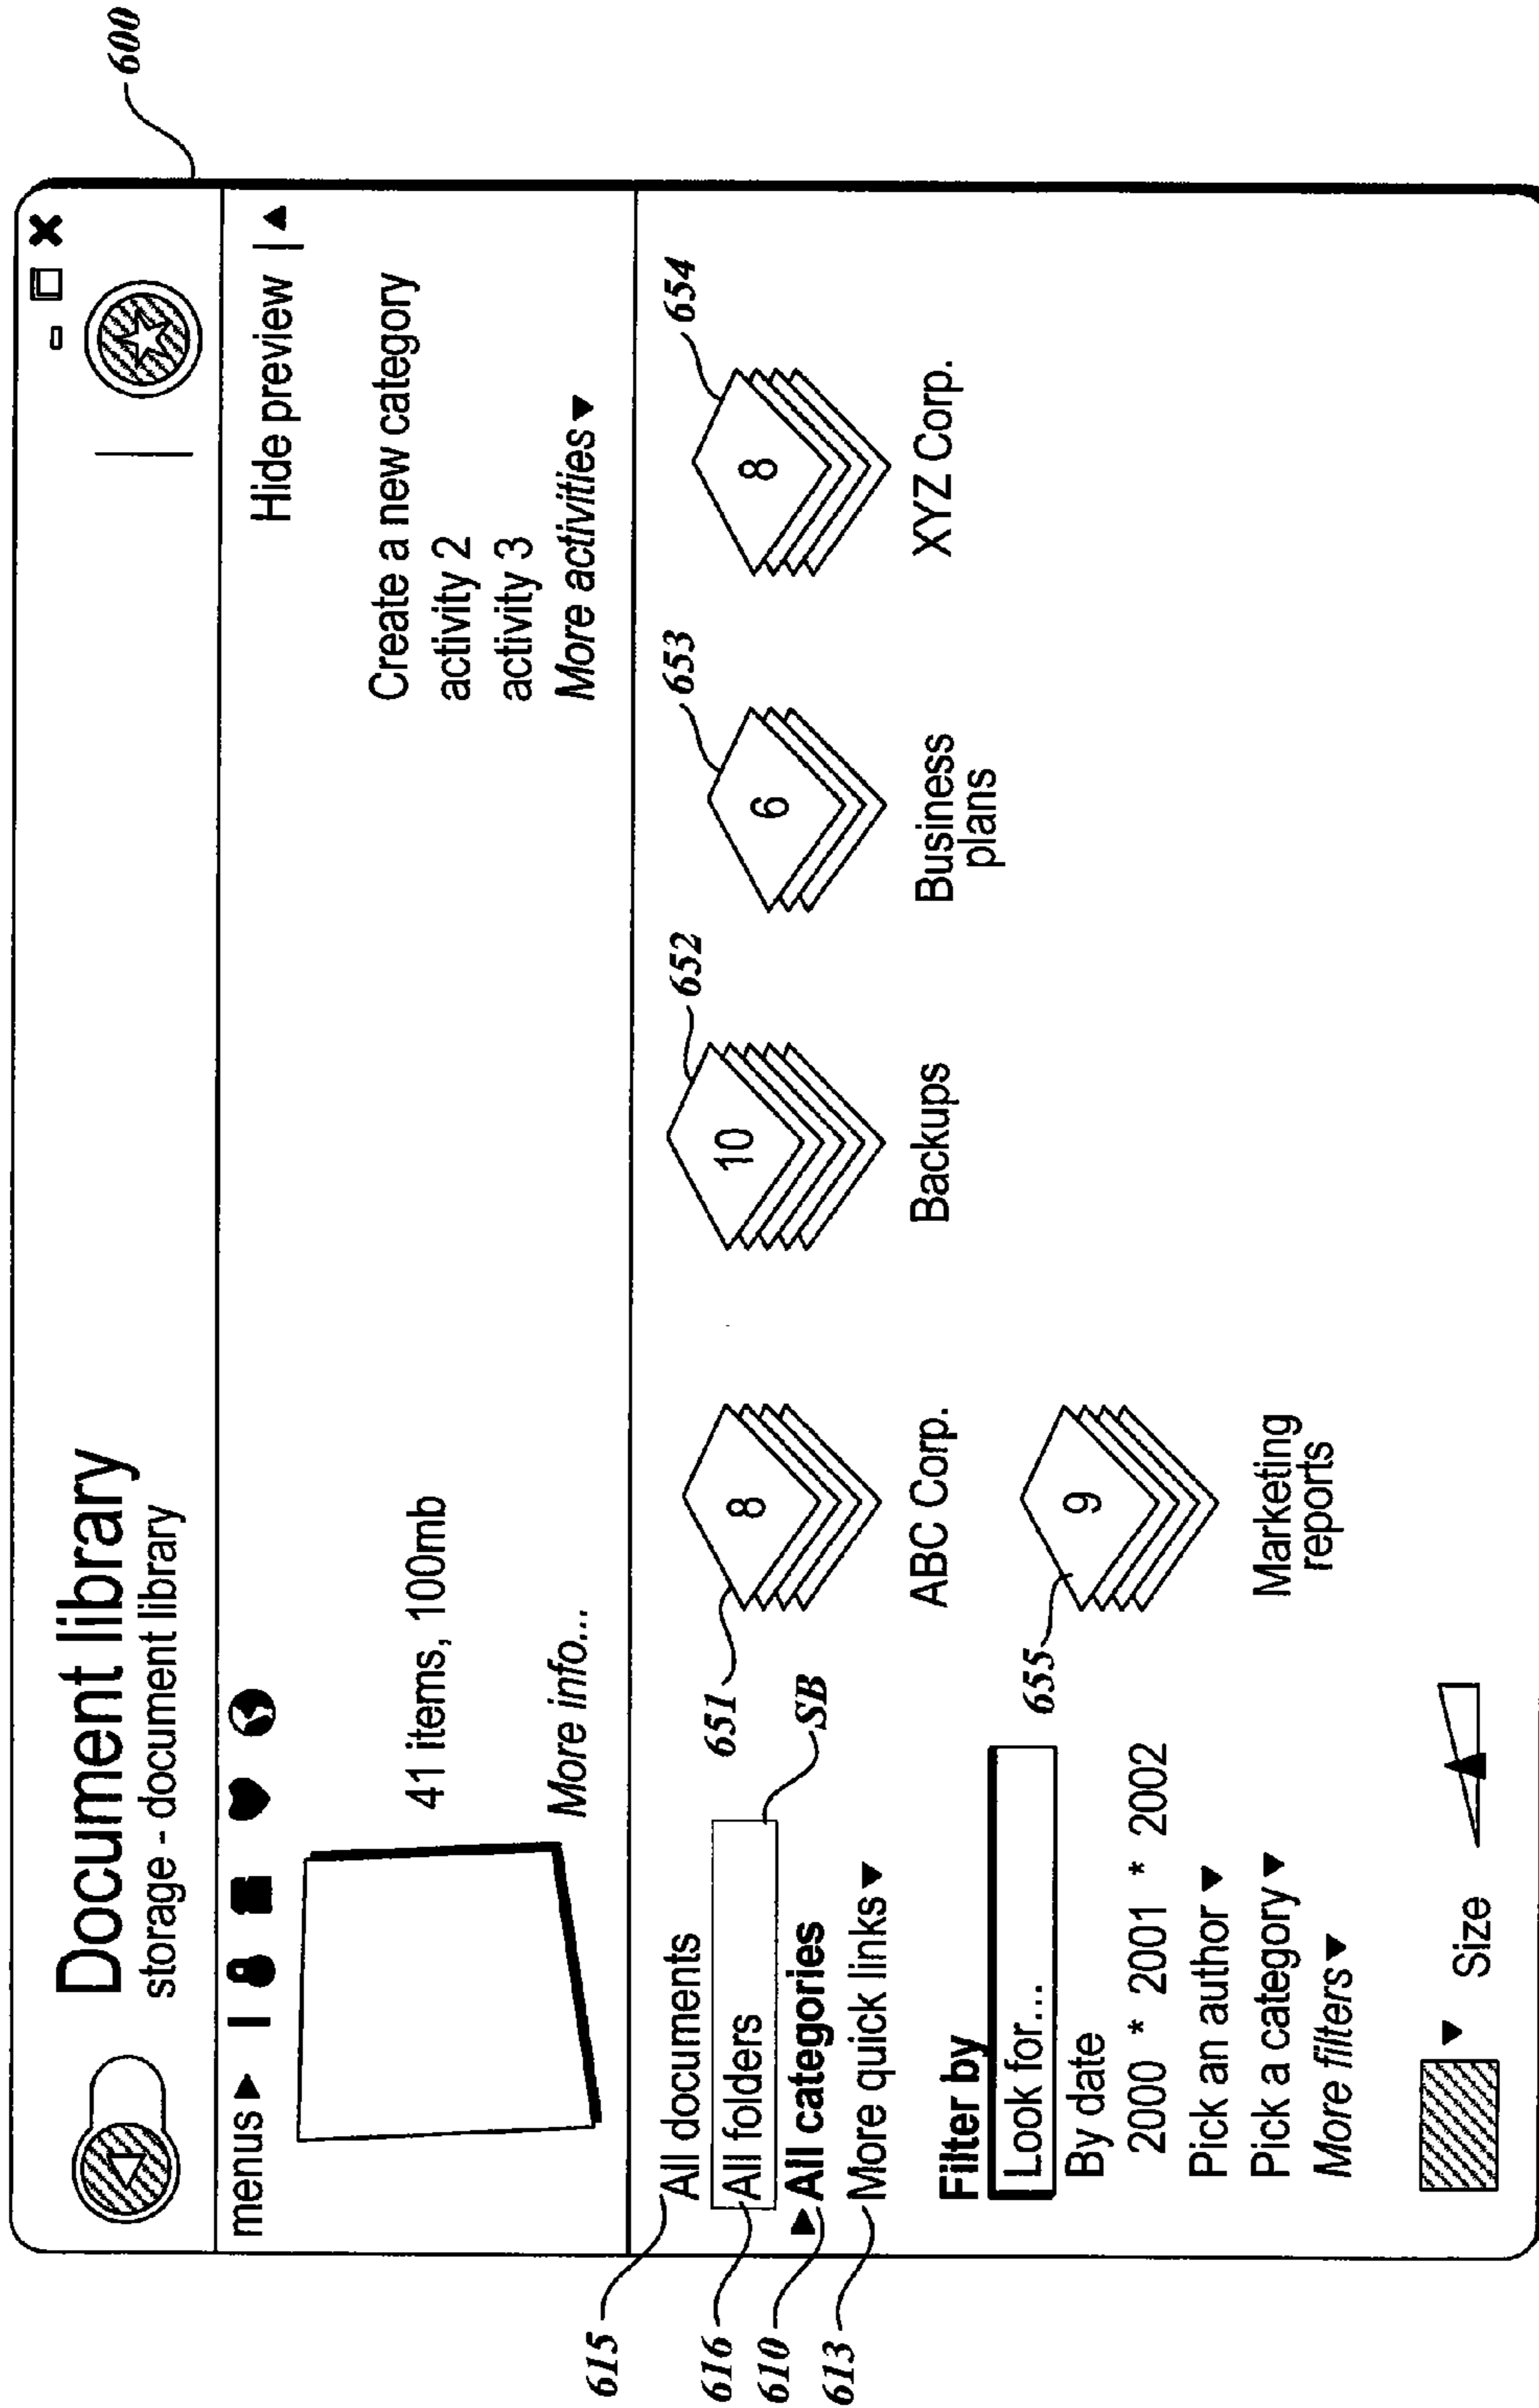 600
Document library
storage - document library
menus
Hide preview
41 items, 100mb
More info...
Create a new category
activity 2
activity 3
More activities
615
All documents
616
All folders
SB
610
All categories
613
More quick links
Filter by
Look for...
By date
2000 * 2001 * 2002
Pick an author
Pick a category
More filters
Size
651
8
ABC Corp.
652
10
Backups
653
6
Business
plans
654
8
XYZ Corp.
655
9
Marketing
reports